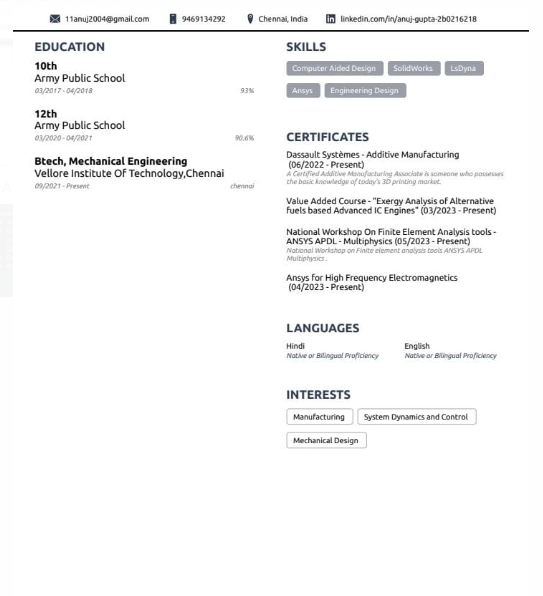 11anuj2004@gmail.com 9469134292 Chennai, India linkedin.com/in/anuj-gupta-2b0216218
EDUCATION
10th
Army Public School
03/2017 - 04/2018 93%
12th
Army Public School
03/2020 - 04/2021 90.6%
Btech, Mechanical Engineering
Vellore Institute Of Technology,Chennai
09/2021 - Present chennai
SKILLS
Computer Aided Design SolidWorks LsDyna
Ansys Engineering Design
CERTIFICATES
Dassault Systèmes - Additive Manufacturing
(06/2022 - Present)
A Certified Additive Manufacturing Associate is someone who possesses
the basic knowledge of today's 3D printing market.
Value Added Course - "Exergy Analysis of Alternative
fuels based Advanced IC Engines" (03/2023 - Present)
National Workshop On Finite Element Analysis tools -
ANSYS APDL - Multiphysics (05/2023 - Present)
National Workshop on Finite element analysis tools ANSYS APDL
Multiphysics .
Ansys for High Frequency Electromagnetics
(04/2023 - Present)
LANGUAGES
Hindi English
Native or Bilingual Proficiency Native or Bilingual Proficiency
INTERESTS
Manufacturing System Dynamics and Control
Mechanical Design